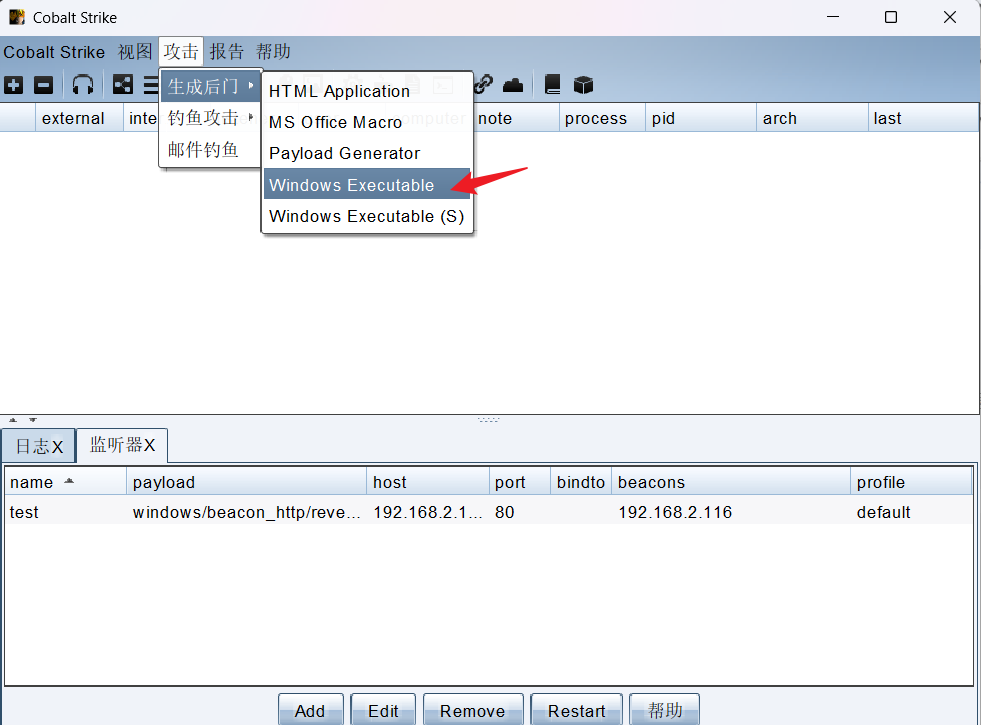 Cobalt Strike
Cobalt Strike 视图 攻击 报告 帮助
生成后门
钓鱼攻击
邮件钓鱼
HTML Application
MS Office Macro
Payload Generator
Windows Executable
Windows Executable (S)
external inte omputer note process pid arch last
日志X 监听器X
name payload host port bindto beacons profile
test windows/beacon_http/reve... 192.168.2.1... 80 192.168.2.116 default
Add Edit Remove Restart 帮助